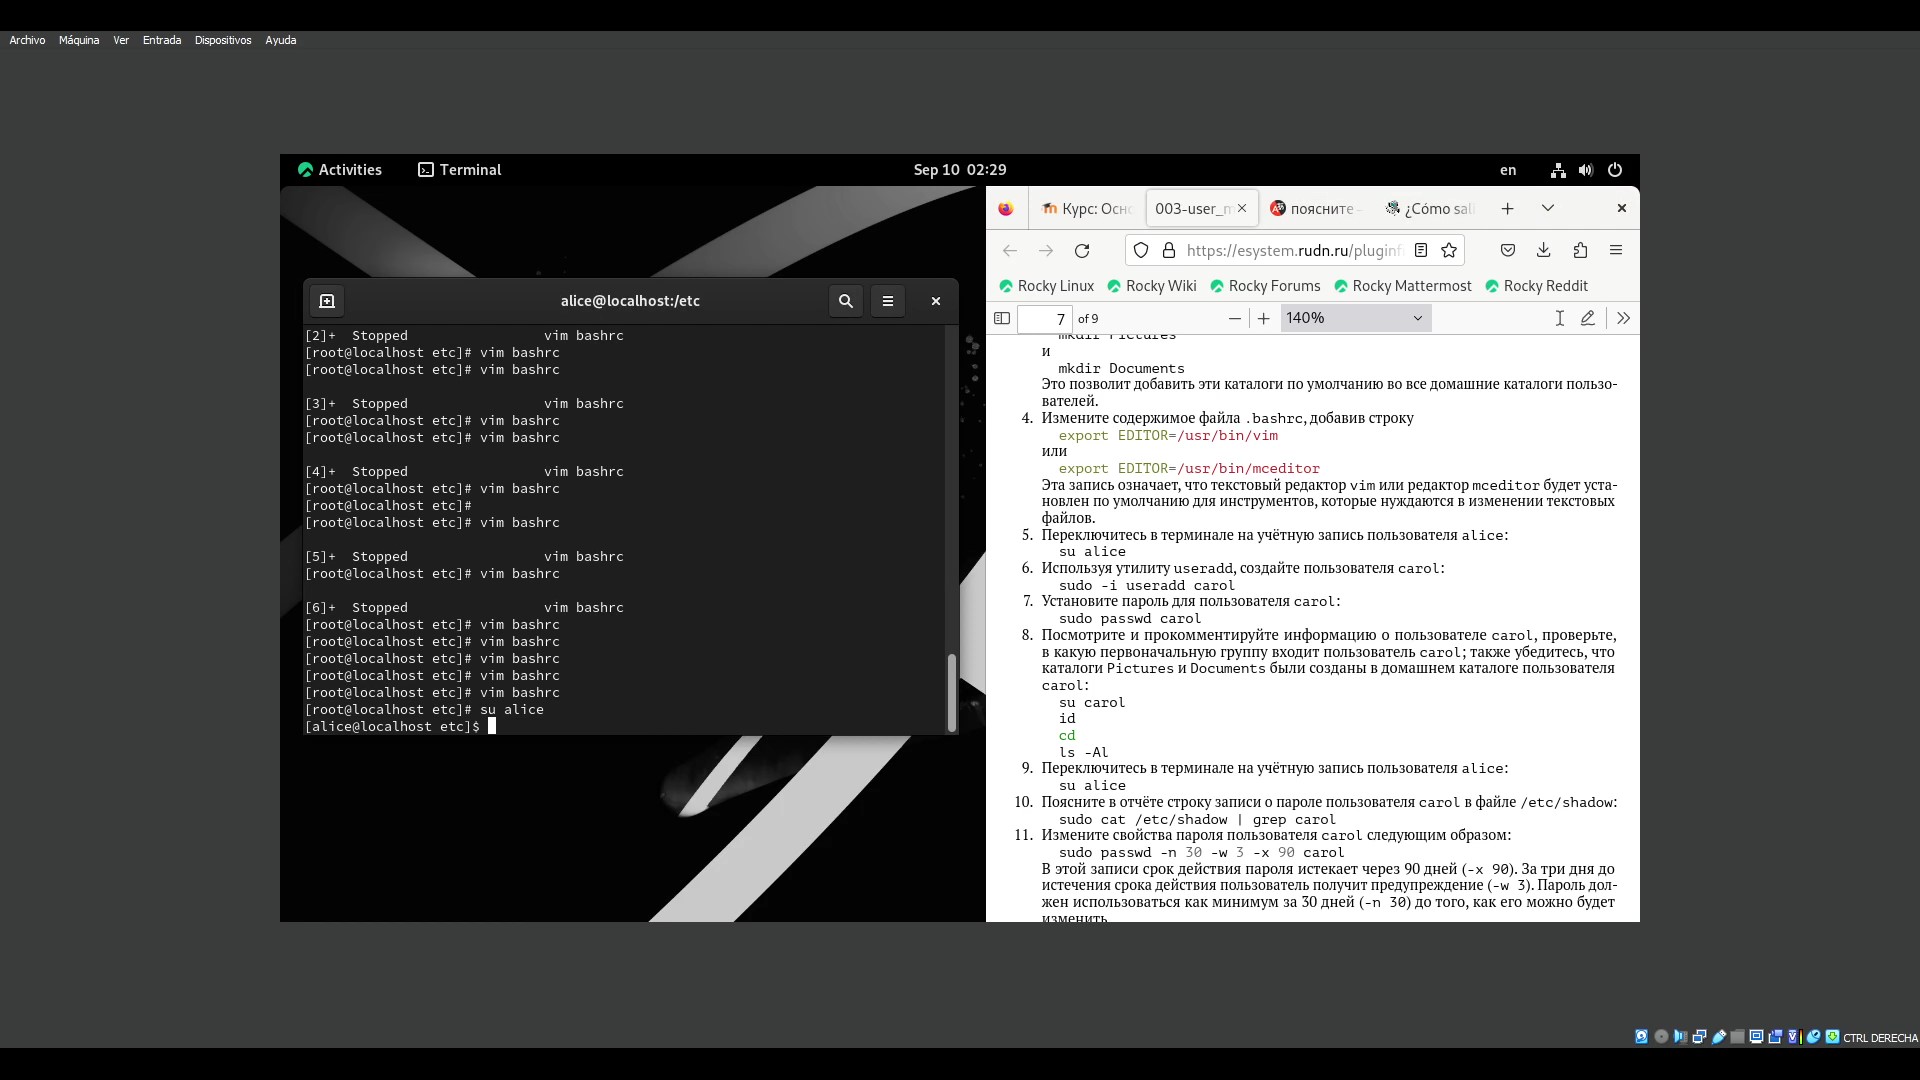 Archivo Máquina Ver Entrada Dispositivos Ayuda
Activities Terminal Sep 10 02:29 en
alice@localhost:/etc
[2]+ Stopped vim bashrc
[root@localhost etc]# vim bashrc
[root@localhost etc]# vim bashrc
[3]+ Stopped vim bashrc
[root@localhost etc]# vim bashrc
[root@localhost etc]# vim bashrc
[4]+ Stopped vim bashrc
[root@localhost etc]# vim bashrc
[root@localhost etc]#
[root@localhost etc]# vim bashrc
[5]+ Stopped vim bashrc
[root@localhost etc]# vim bashrc
[6]+ Stopped vim bashrc
[root@localhost etc]# vim bashrc
[root@localhost etc]# vim bashrc
[root@localhost etc]# vim bashrc
[root@localhost etc]# vim bashrc
[root@localhost etc]# vim bashrc
[root@localhost etc]# su alice
[alice@localhost etc]$
Курс: Осно 003-user_m поясните - ¿Cómo sali
https://esystem.rudn.ru/pluginf
Rocky Linux Rocky Wiki Rocky Forums Rocky Mattermost Rocky Reddit
7 of 9 140%
mkdir Pictures
и
mkdir Documents
Это позволит добавить эти каталоги по умолчанию во все домашние каталоги пользо-
вателей.
4. Измените содержимое файла .bashrc, добавив строку
export EDITOR=/usr/bin/vim
или
export EDITOR=/usr/bin/mceditor
Эта запись означает, что текстовый редактор vim или редактор mceditor будет уста-
новлен по умолчанию для инструментов, которые нуждаются в изменении текстовых
файлов.
5. Переключитесь в терминале на учётную запись пользователя alice:
su alice
6. Используя утилиту useradd, создайте пользователя carol:
sudo -i useradd carol
7. Установите пароль для пользователя carol:
sudo passwd carol
8. Посмотрите и прокомментируйте информацию о пользователе carol, проверьте,
в какую первоначальную группу входит пользователь carol; также убедитесь, что
каталоги Pictures и Documents были созданы в домашнем каталоге пользователя
carol:
su carol
id
cd
ls -Al
9. Переключитесь в терминале на учётную запись пользователя alice:
su alice
10. Поясните в отчёте строку записи о пароле пользователя carol в файле /etc/shadow:
sudo cat /etc/shadow | grep carol
11. Измените свойства пароля пользователя carol следующим образом:
sudo passwd -n 30 -w 3 -x 90 carol
В этой записи срок действия пароля истекает через 90 дней (-x 90). За три дня до
истечения срока действия пользователь получит предупреждение (-w 3). Пароль дол-
жен использоваться как минимум за 30 дней (-n 30) до того, как его можно будет
изменить.
CTRL DERECHA